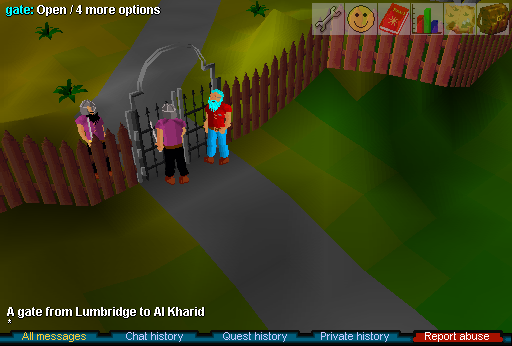 gate: Open / 4 more options
A gate from Lumbridge to Al Kharid
*
All messages
Chat history
Quest history
Private history
Report abuse